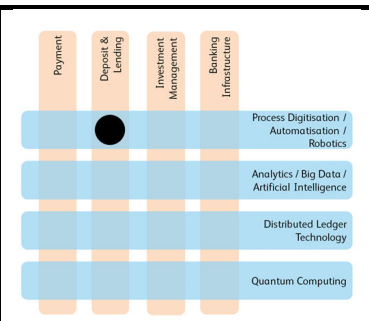 Payment
Deposit &
Lending
Investment
Management
Banking
Infrastructure
Process Digitisation /
Automatisation /
Robotics
Analytics / Big Data /
Artificial Intelligence
Distributed Ledger
Technology
Quantum Computing